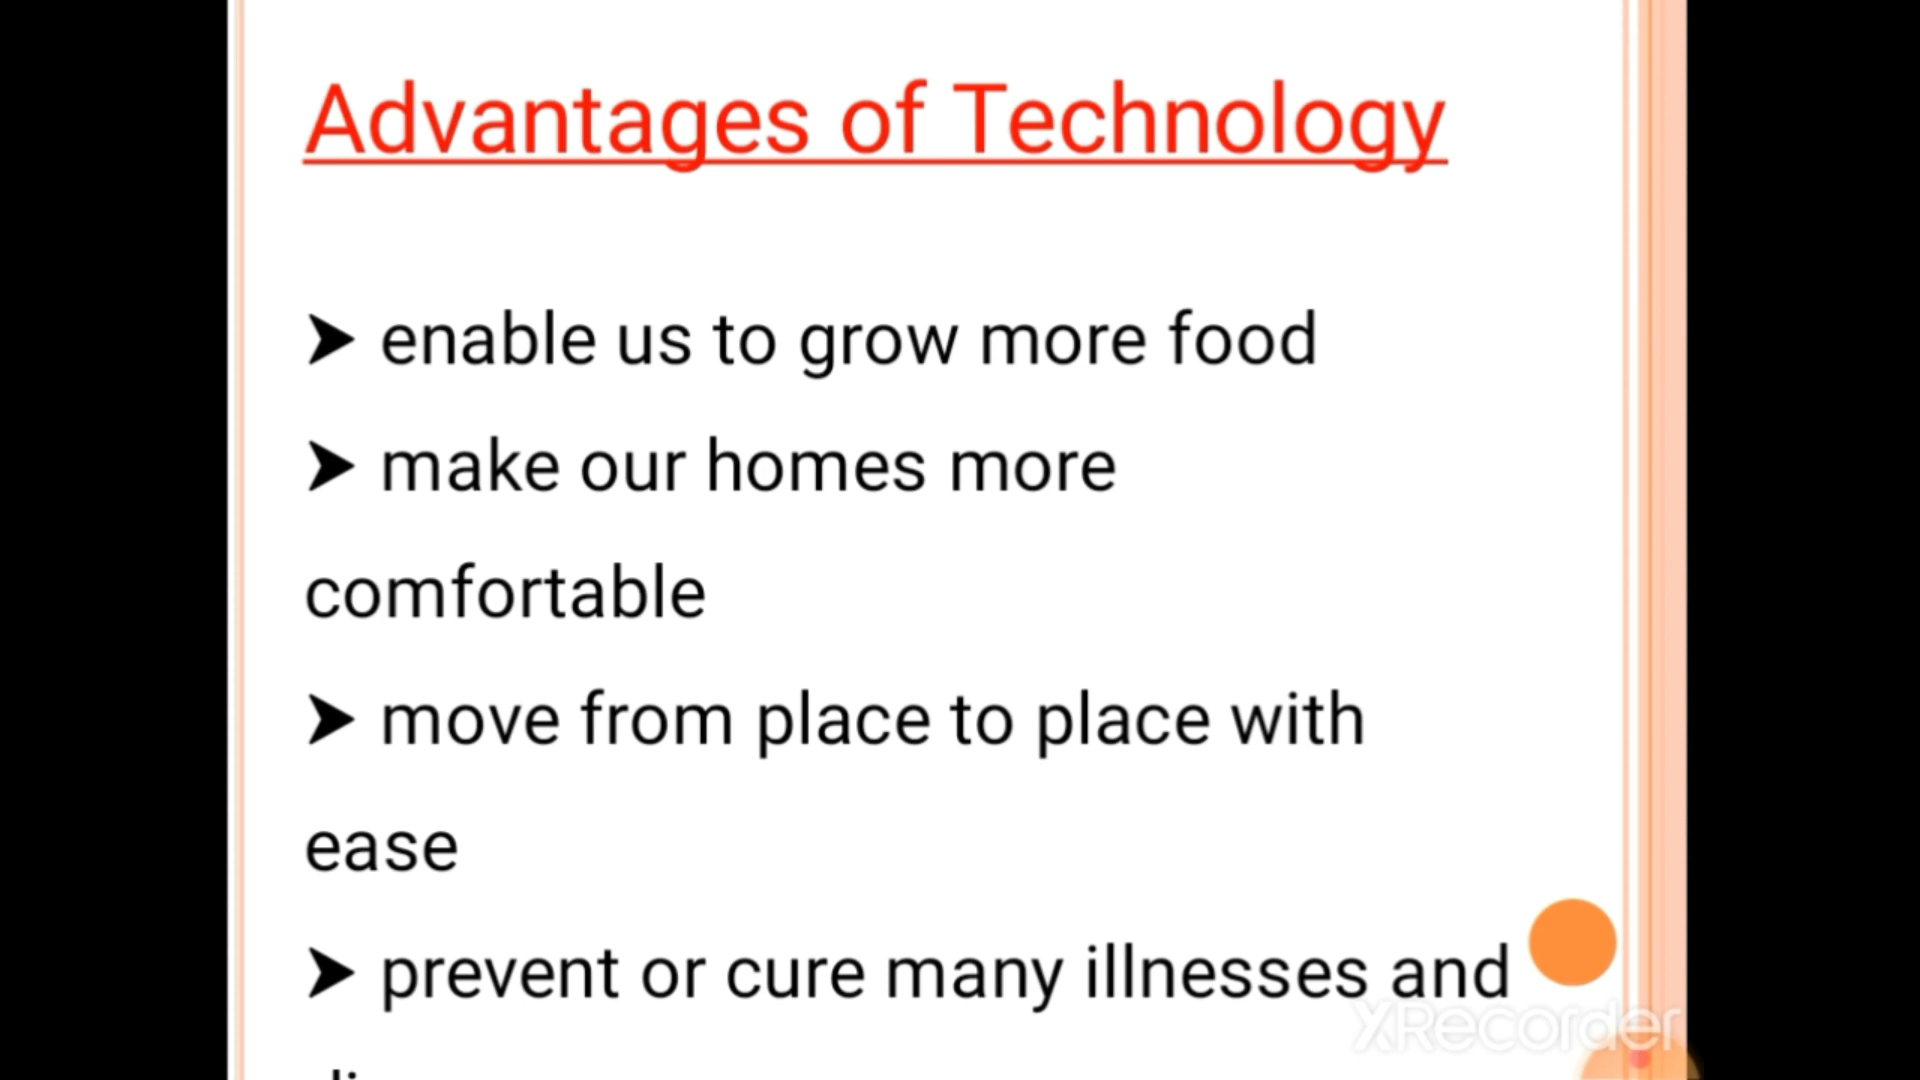 Advantages of Technology
➤ enable us to grow more food
➤ make our homes more
comfortable
➤ move from place to place with
ease
➤ prevent or cure many illnesses and
XRecorder